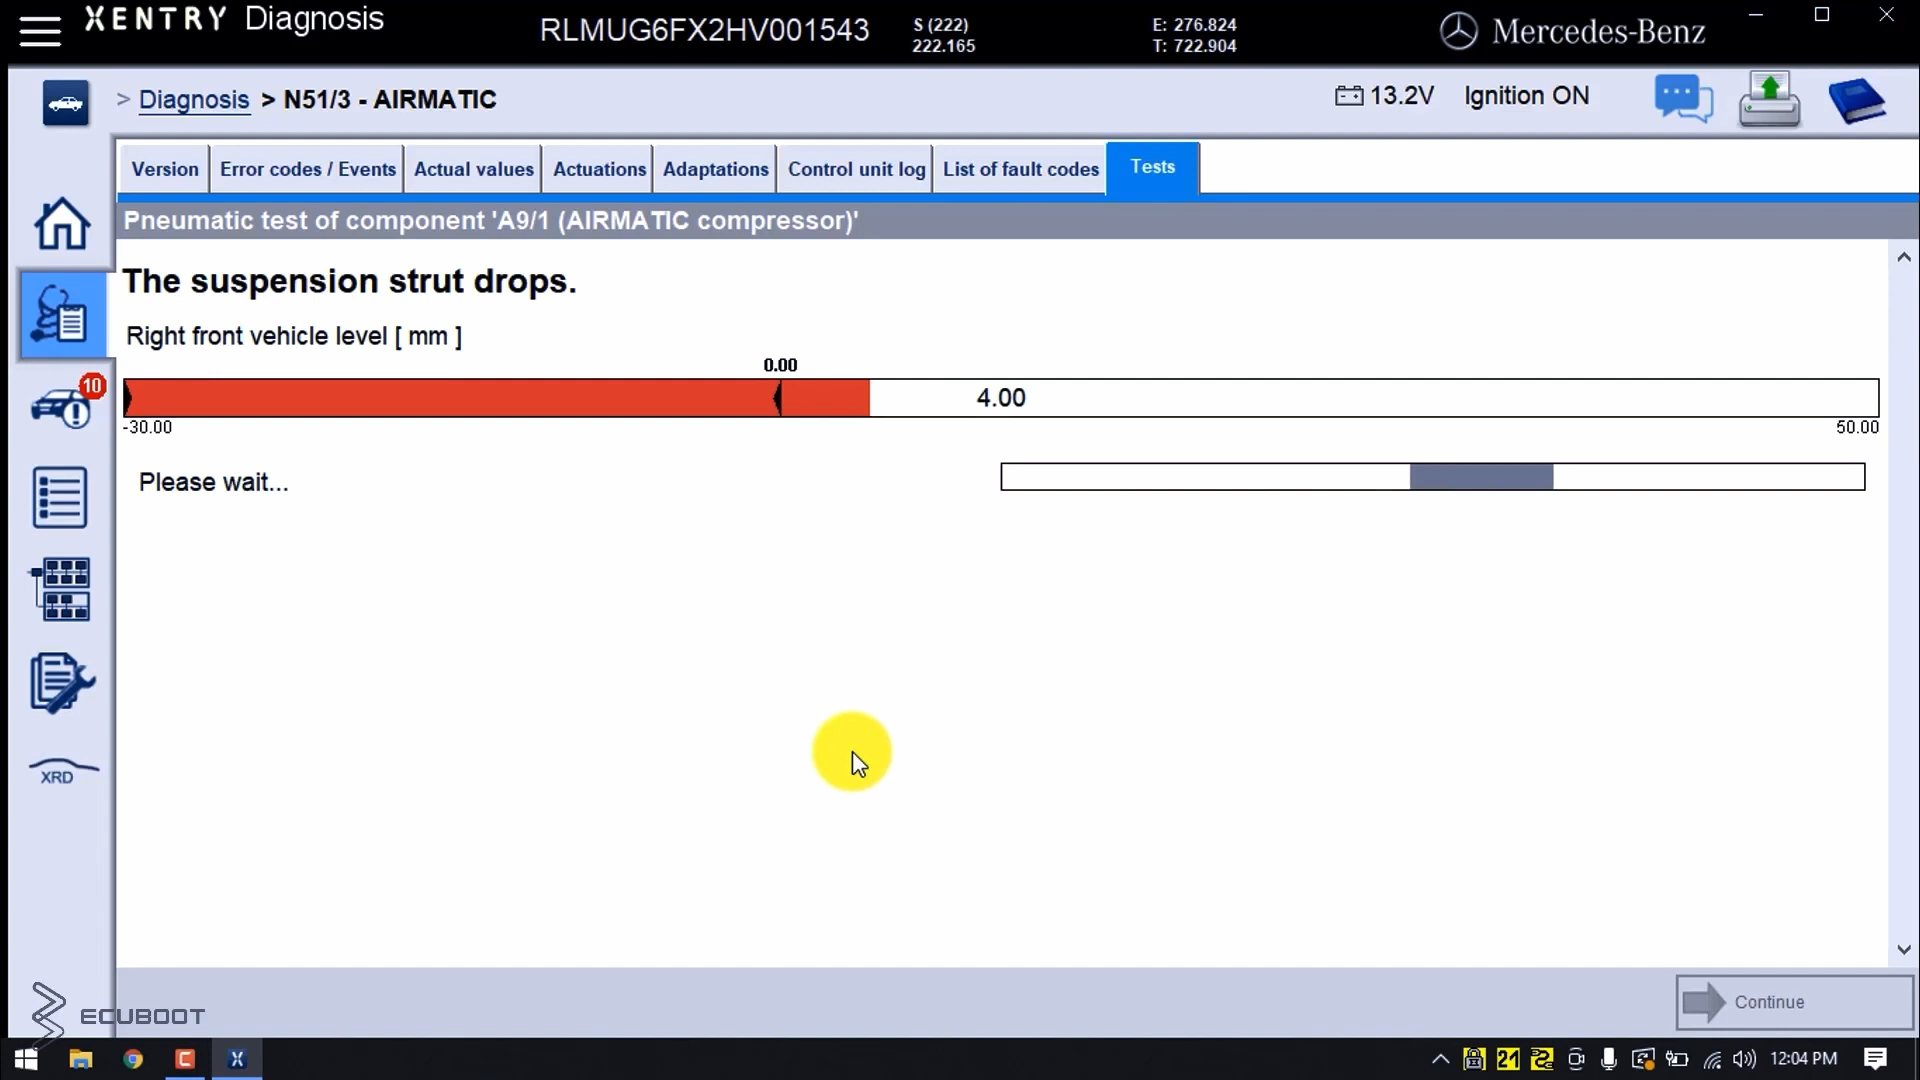 XENTRY Diagnosis
RLMUG6FX2HV001543
S (222)
222.165
E: 276.824
T: 722.904
Mercedes-Benz
> Diagnosis > N51/3 - AIRMATIC
13.2V
Ignition ON
Version
Error codes / Events
Actual values
Actuations
Adaptations
Control unit log
List of fault codes
Tests
Pneumatic test of component 'A9/1 (AIRMATIC compressor)'
The suspension strut drops.
Right front vehicle level [ mm ]
0.00
4.00
-30.00
50.00
10
Please wait...
XRD
Continue
ECUBOOT
C
X
21
12:04 PM